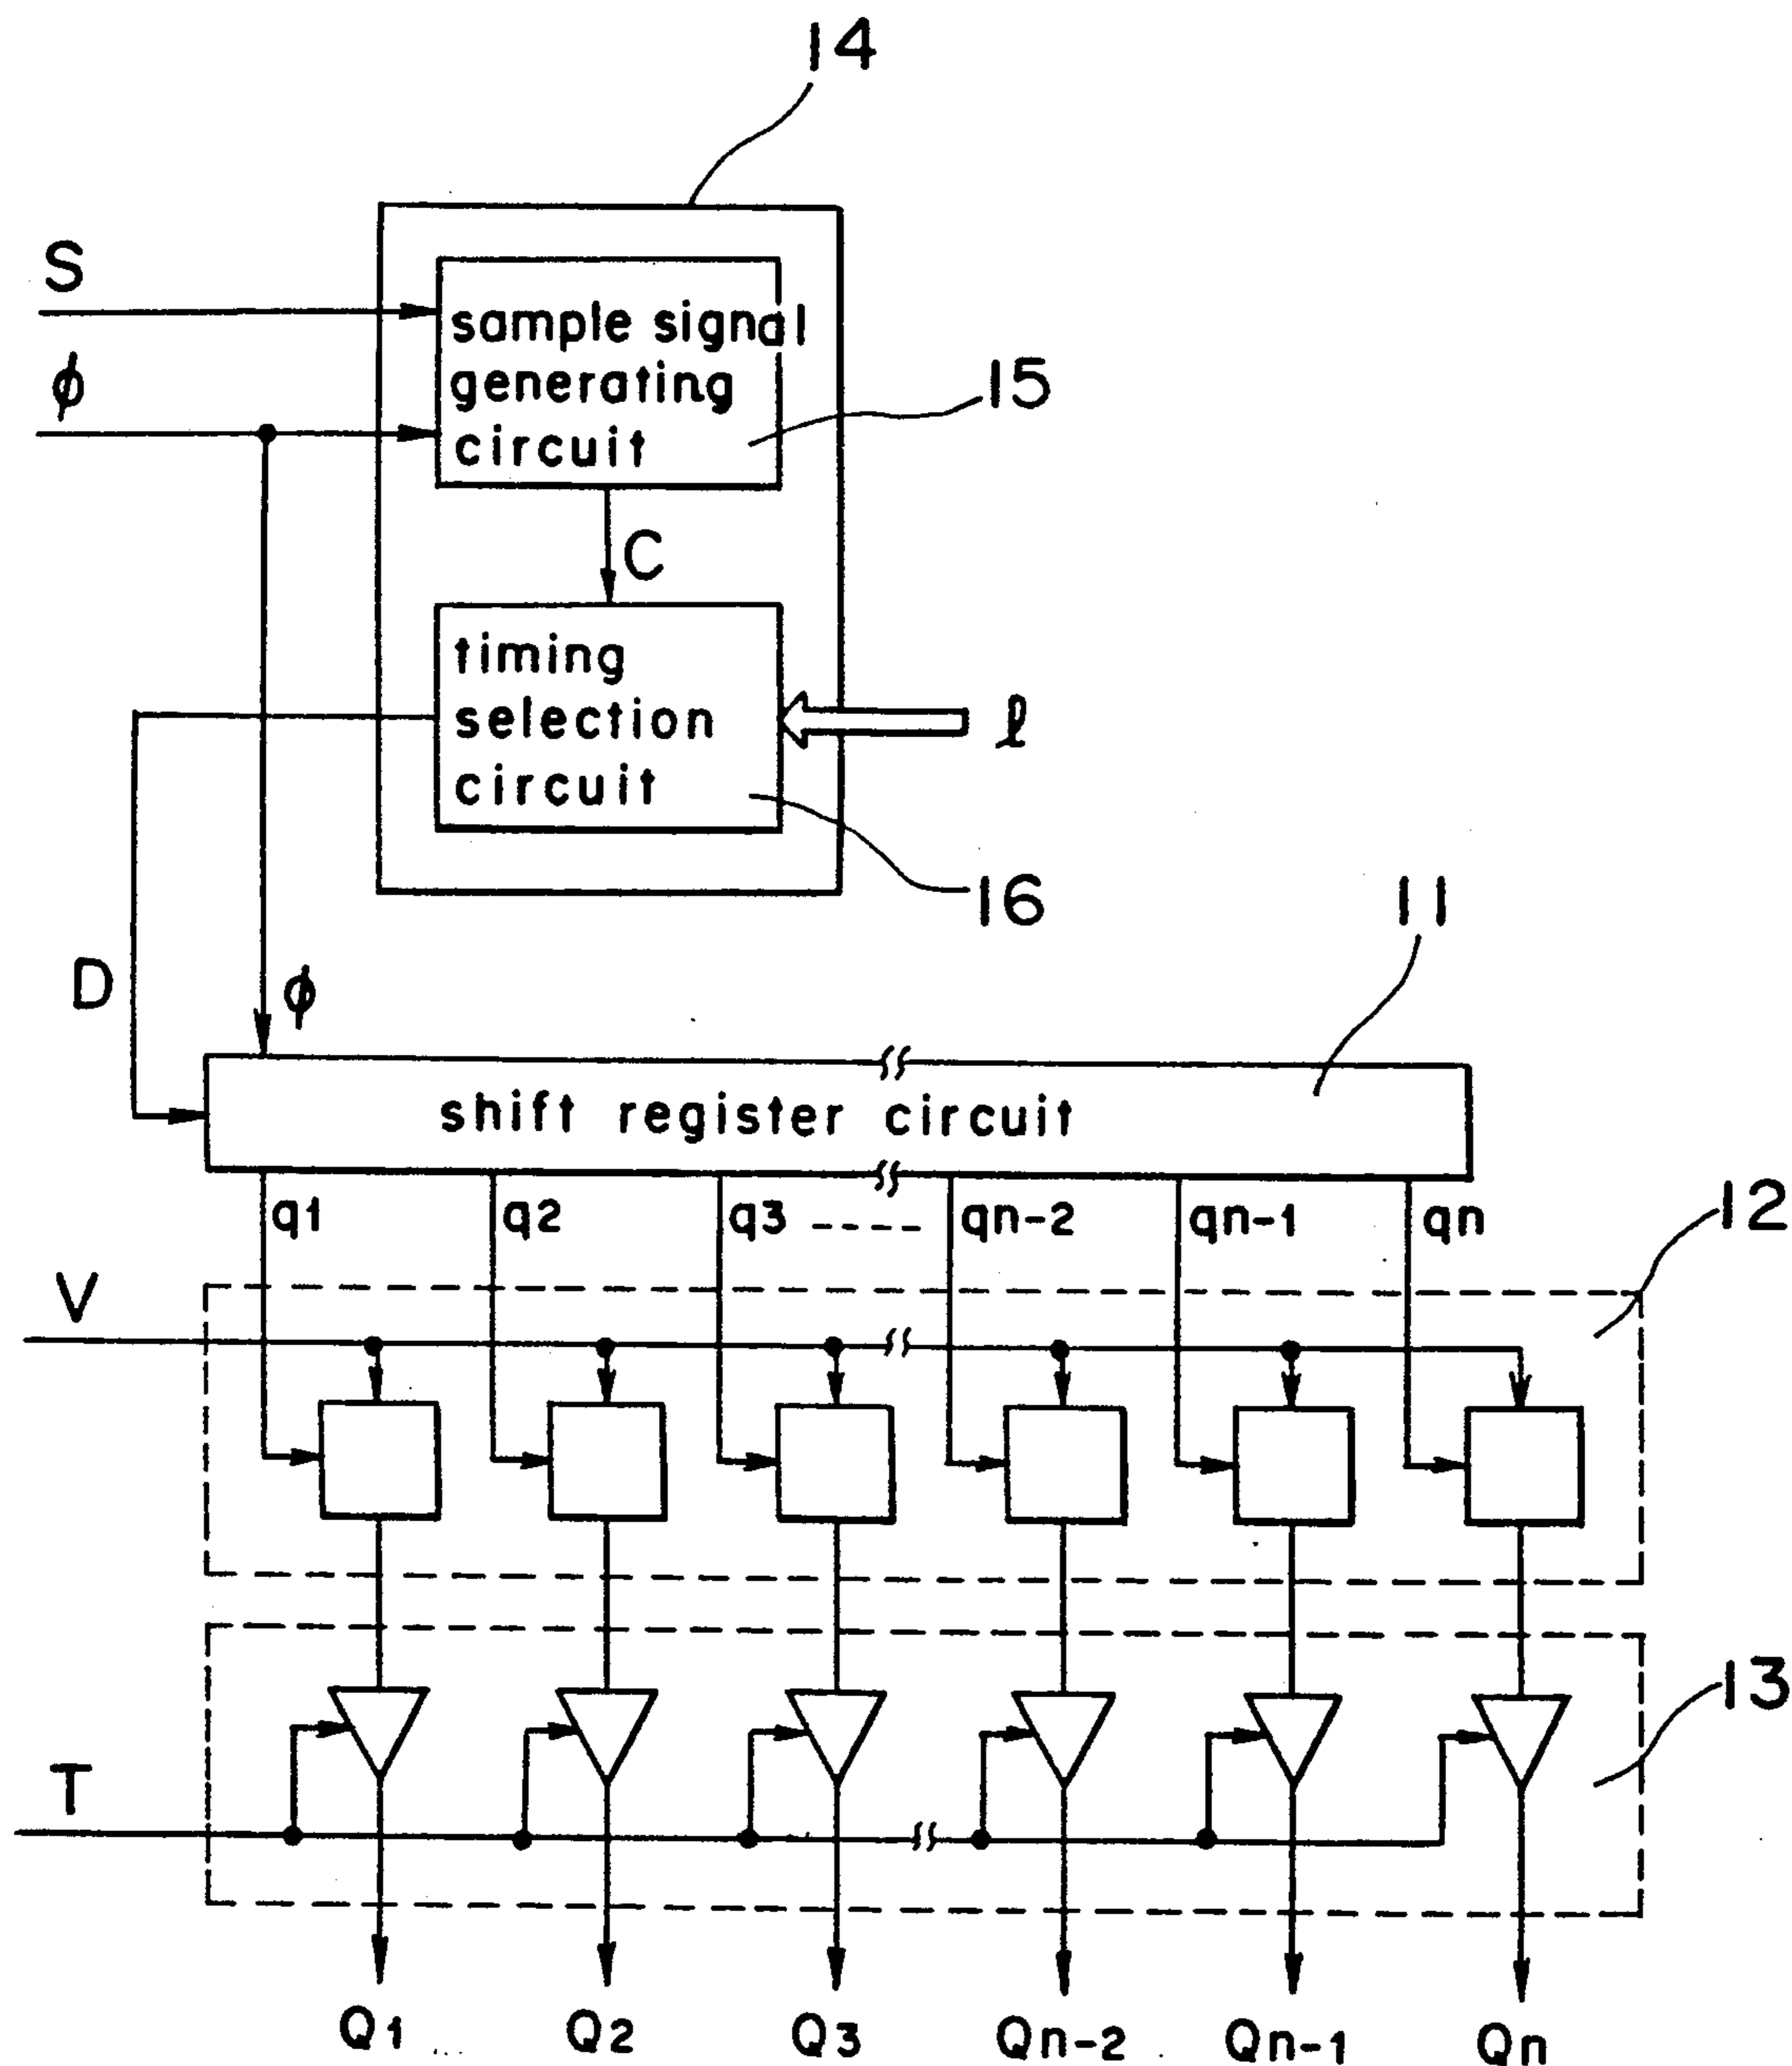 14
S
φ
sample signal
generating
circuit
15
C
timing
selection
circuit
ℓ
16
11
D
φ
shift register circuit
q1 q2 q3 ---- qn-2 qn-1 qn
12
V
13
T
Q1 Q2 Q3 Qn-2 Qn-1 Qn